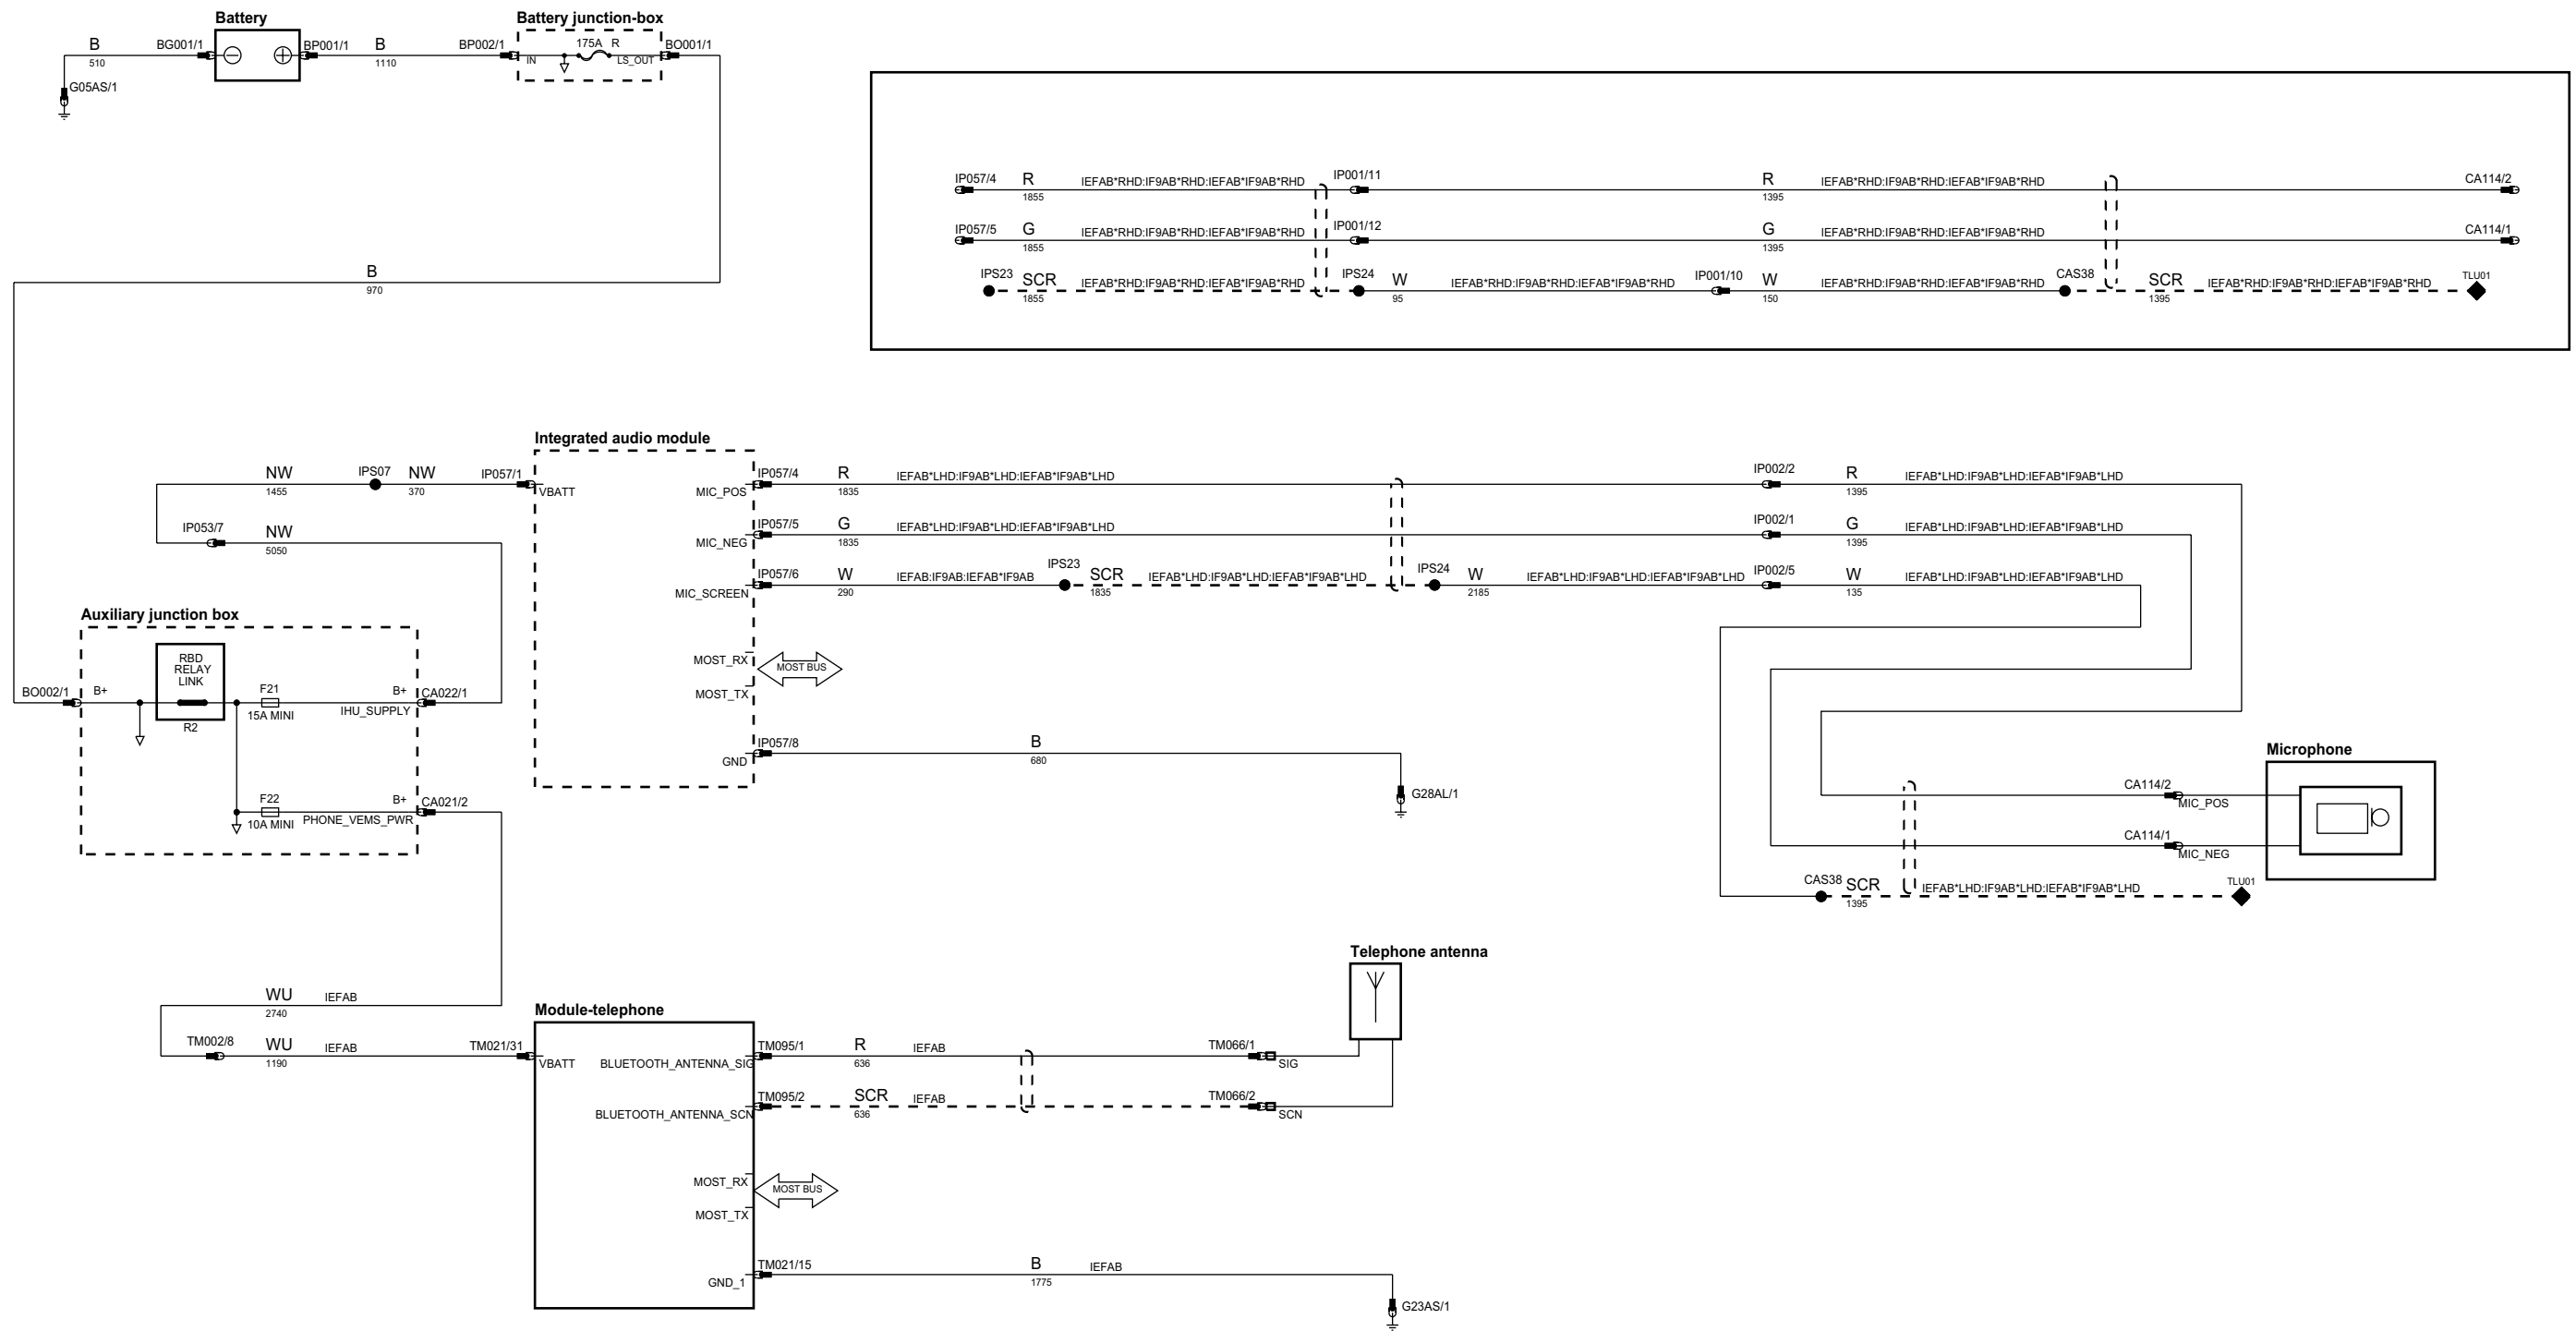 Battery
Battery junction-box
B
510
BG001/1
BP001/1
B
1110
BP002/1
175A R
IN
LS_OUT
BO001/1
G05AS/1
B
970
IP057/4
R
1855
IEFAB*RHD:IF9AB*RHD:IEFAB*IF9AB*RHD
IP001/11
R
1395
IEFAB*RHD:IF9AB*RHD:IEFAB*IF9AB*RHD
CA114/2
IP057/5
G
1855
IEFAB*RHD:IF9AB*RHD:IEFAB*IF9AB*RHD
IP001/12
G
1395
IEFAB*RHD:IF9AB*RHD:IEFAB*IF9AB*RHD
CA114/1
IPS23
SCR
1855
IEFAB*RHD:IF9AB*RHD:IEFAB*IF9AB*RHD
IPS24
W
95
IEFAB*RHD:IF9AB*RHD:IEFAB*IF9AB*RHD
IP001/10
W
150
IEFAB*RHD:IF9AB*RHD:IEFAB*IF9AB*RHD
CAS38
SCR
1395
IEFAB*RHD:IF9AB*RHD:IEFAB*IF9AB*RHD
TLU01
Integrated audio module
NW
1455
IPS07
NW
370
IP057/1
VBATT
MIC_POS
IP057/4
R
1835
IEFAB*LHD:IF9AB*LHD:IEFAB*IF9AB*LHD
IP002/2
R
1395
IEFAB*LHD:IF9AB*LHD:IEFAB*IF9AB*LHD
IP053/7
NW
5050
MIC_NEG
IP057/5
G
1835
IEFAB*LHD:IF9AB*LHD:IEFAB*IF9AB*LHD
IP002/1
G
1395
IEFAB*LHD:IF9AB*LHD:IEFAB*IF9AB*LHD
MIC_SCREEN
IP057/6
W
290
IEFAB:IF9AB:IEFAB*IF9AB
IPS23
SCR
1835
IEFAB*LHD:IF9AB*LHD:IEFAB*IF9AB*LHD
IPS24
W
2185
IEFAB*LHD:IF9AB*LHD:IEFAB*IF9AB*LHD
IP002/5
W
135
IEFAB*LHD:IF9AB*LHD:IEFAB*IF9AB*LHD
Auxiliary junction box
RBD
RELAY
LINK
R2
BO002/1
B+
F21
15A MINI
B+
IHU_SUPPLY
CA022/1
MOST_RX
MOST BUS
MOST_TX
GND
IP057/8
B
680
G28AL/1
F22
10A MINI
B+
PHONE_VEMS_PWR
CA021/2
Microphone
CA114/2
MIC_POS
CA114/1
MIC_NEG
CAS38
SCR
1395
IEFAB*LHD:IF9AB*LHD:IEFAB*IF9AB*LHD
TLU01
Telephone antenna
WU
2740
IEFAB
Module-telephone
TM002/8
WU
1190
IEFAB
TM021/31
VBATT
BLUETOOTH_ANTENNA_SIG
TM095/1
R
636
IEFAB
TM066/1
SIG
BLUETOOTH_ANTENNA_SCN
TM095/2
SCR
636
IEFAB
TM066/2
SCN
MOST_RX
MOST BUS
MOST_TX
GND_1
TM021/15
B
1775
IEFAB
G23AS/1